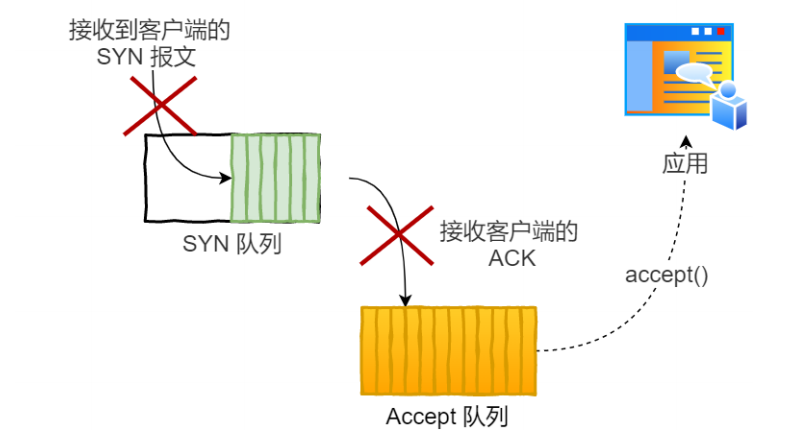 接收到客户端的
SYN 报文
SYN 队列
接收客户端的
ACK
应用
accept()
Accept 队列